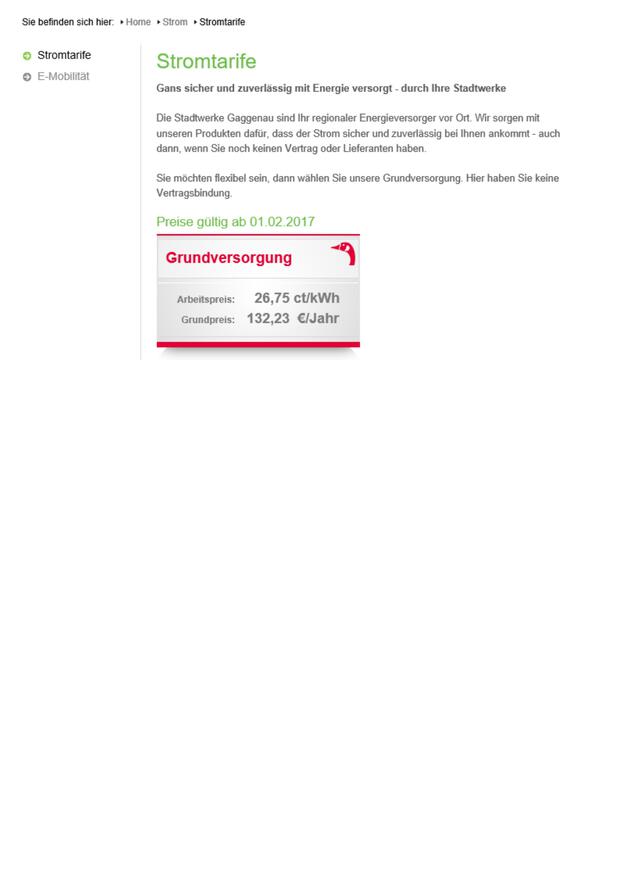 Sie befinden sich hier: Home Strom Stromtarife
Stromtarife
E-Mobilität
Stromtarife
Gans sicher und zuverlässig mit Energie versorgt - durch Ihre Stadtwerke
Die Stadtwerke Gaggenau sind Ihr regionaler Energieversorger vor Ort. Wir sorgen mit
unseren Produkten dafür, dass der Strom sicher und zuverlässig bei Ihnen ankommt - auch
dann, wenn Sie noch keinen Vertrag oder Lieferanten haben.
Sie möchten flexibel sein, dann wählen Sie unsere Grundversorgung. Hier haben Sie keine
Vertragsbindung.
Preise gültig ab 01.02.2017
Grundversorgung
Arbeitspreis: 26,75 ct/kWh
Grundpreis: 132,23 €/Jahr